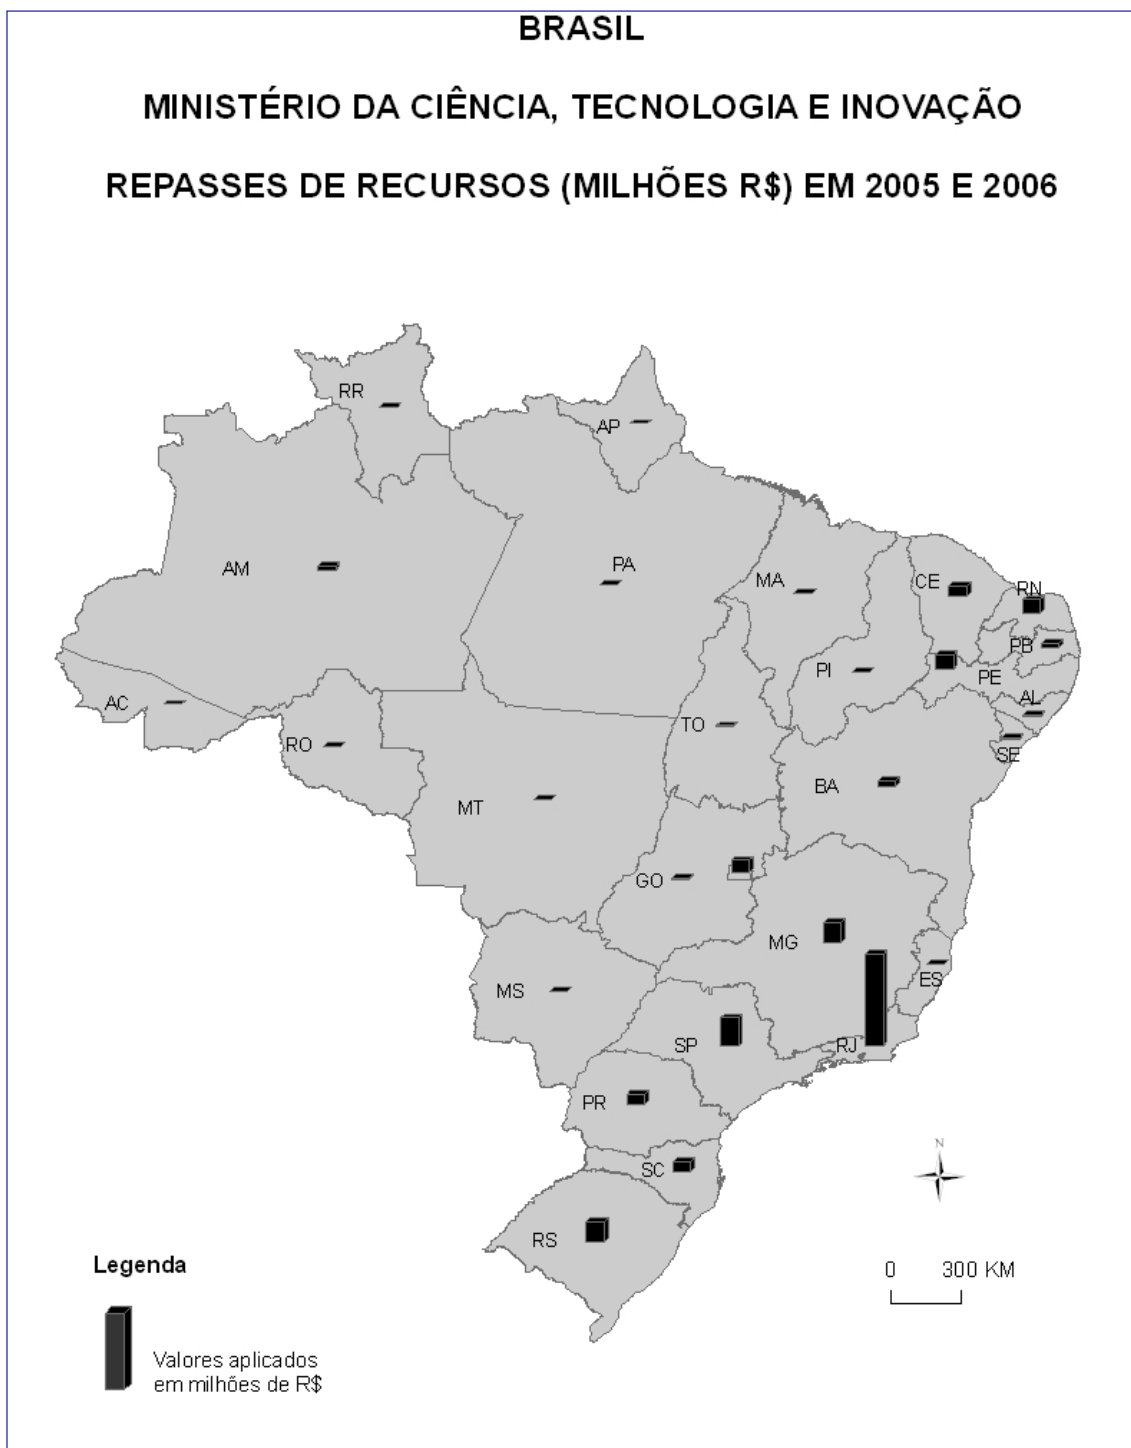 BRASIL
MINISTÉRIO DA CIÊNCIA, TECNOLOGIA E INOVAÇÃO
REPASSES DE RECURSOS (MILHÕES R$) EM 2005 E 2006
RR
AP
AM
PA
MA
CE
RN
PB
PI
PE
AL
AC
TO
SE
RO
BA
MT
GO
MG
ES
MS
SP
RJ
PR
N
SC
RS
Legenda
0 300 KM
Valores aplicados
em milhões de R$